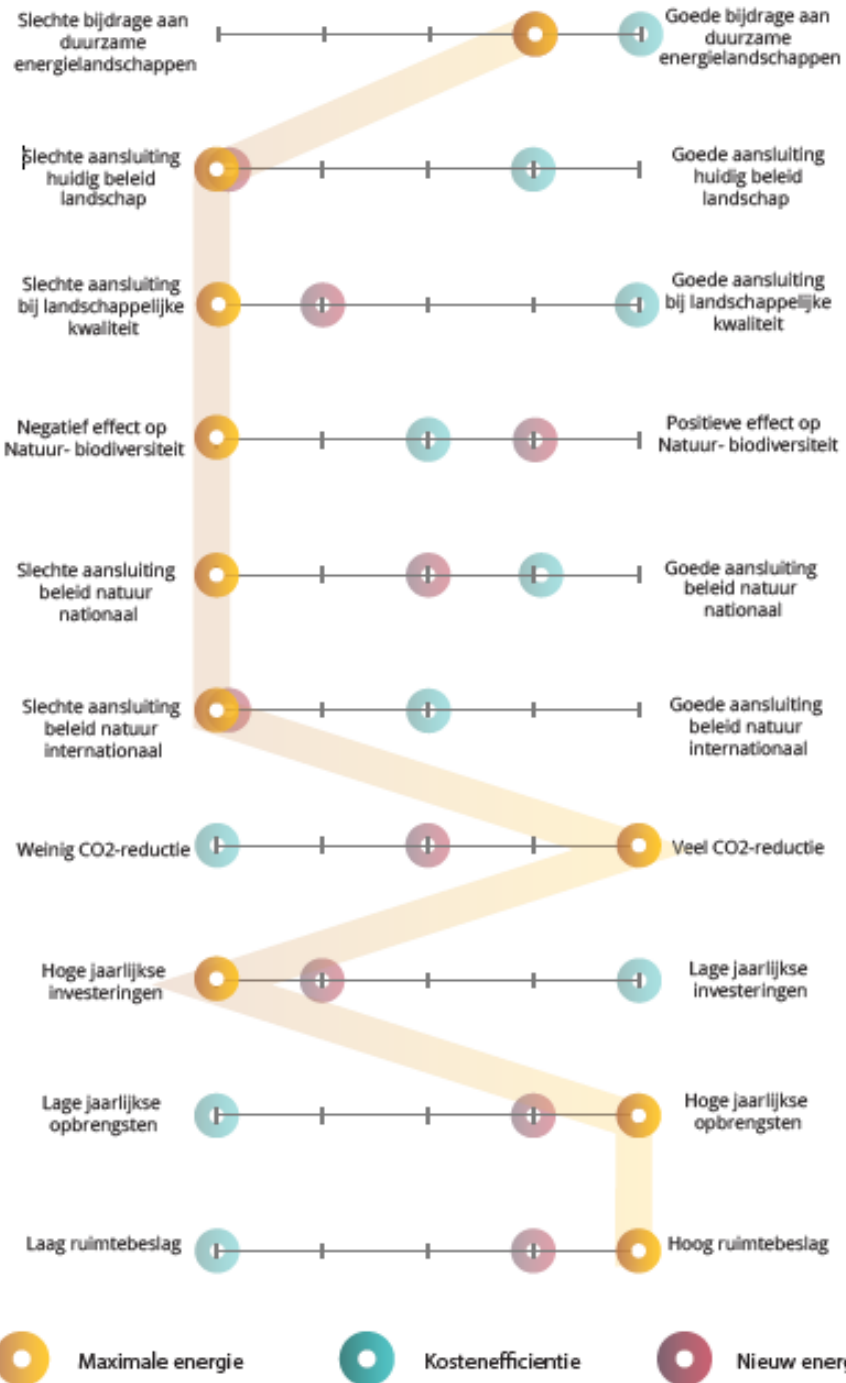 Slechte bijdrage aan
duurzame
energielandschappen
Goede bijdrage aan
duurzame
energielandschappen
Slechte aansluiting
huidig beleid
landschap
Goede aansluiting
huidig beleid
landschap
Slechte aansluiting
bij landschappelijke
kwaliteit
Goede aansluiting
bij landschappelijke
kwaliteit
Negatief effect op
Natuur- biodiversiteit
Positieve effect op
Natuur- biodiversiteit
Slechte aansluiting
beleid natuur
nationaal
Goede aansluiting
beleid natuur
nationaal
Slechte aansluiting
beleid natuur
internationaal
Goede aansluiting
beleid natuur
internationaal
Weinig CO2-reductie
Veel CO2-reductie
Hoge jaarlijkse
investeringen
Lage jaarlijkse
investeringen
Lage jaarlijkse
opbrengsten
Hoge jaarlijkse
opbrengsten
Laag ruimtebeslag
Hoog ruimtebeslag
Maximale energie
Kostenefficientie
Nieuw